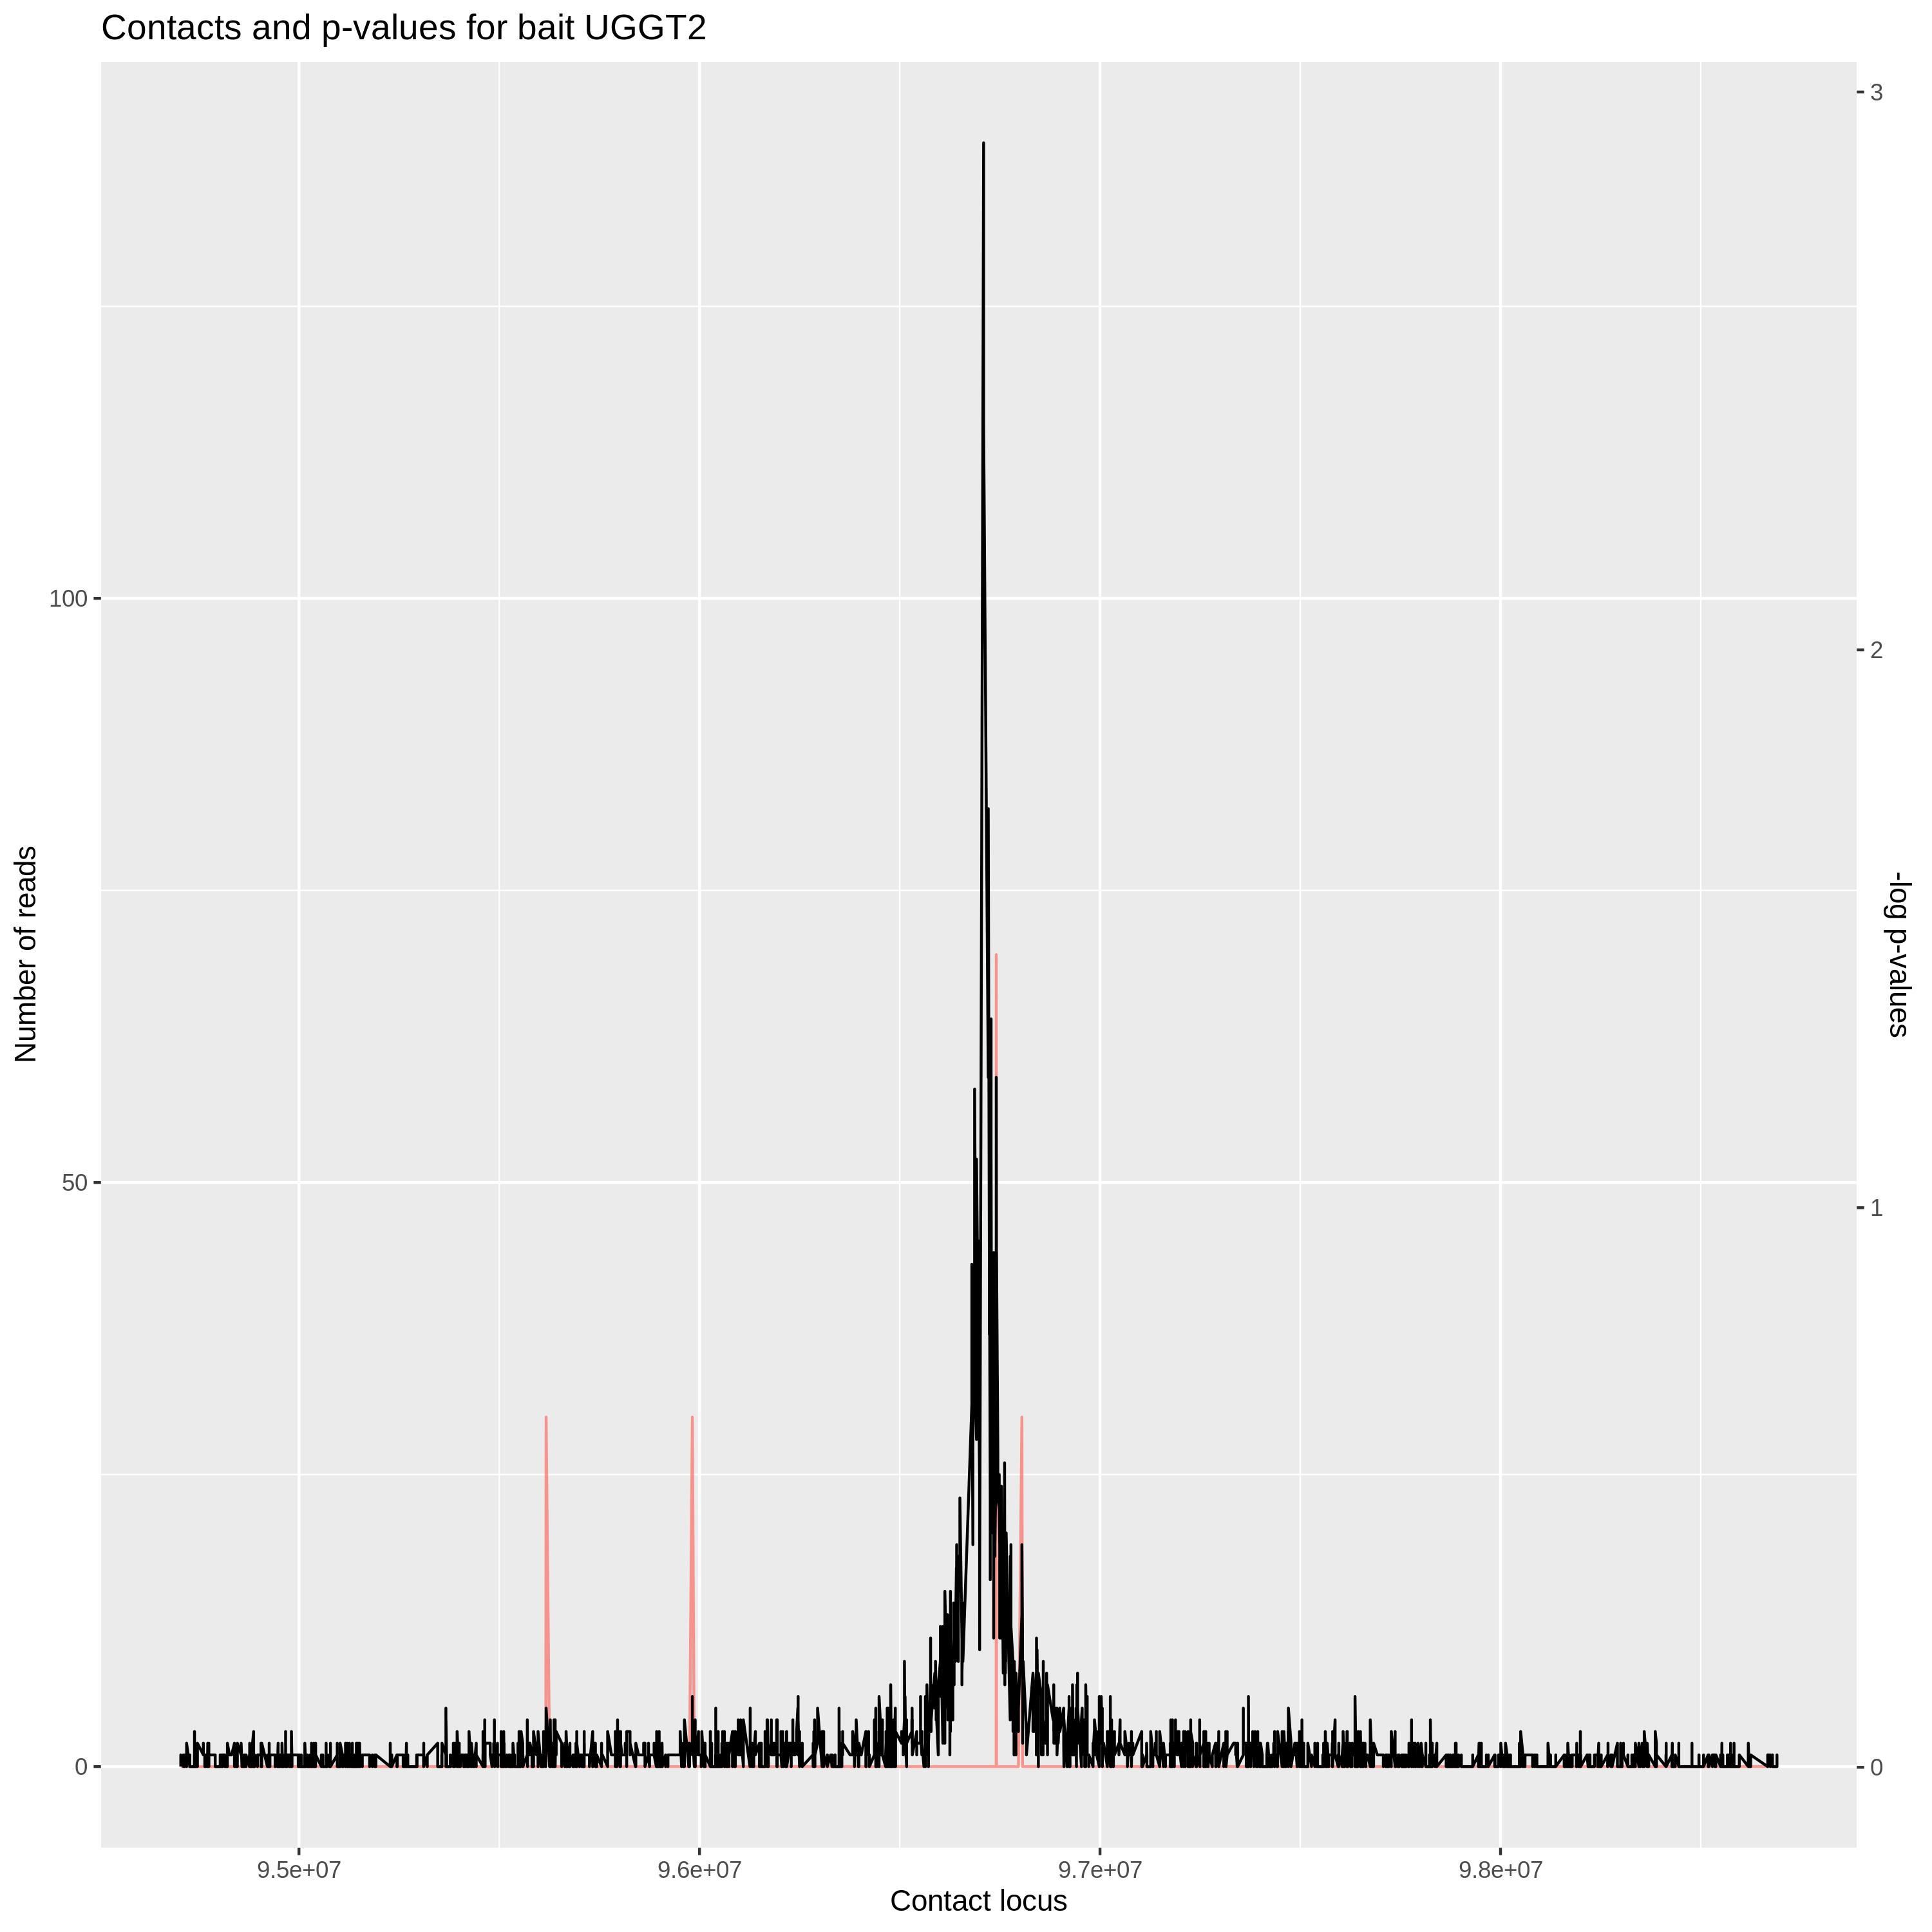 Contacts and p-values for bait UGGT2
3
100
2
Number of reads
-log p-values
50
1
0
0
9.5e+07
9.6e+07
9.7e+07
9.8e+07
Contact locus